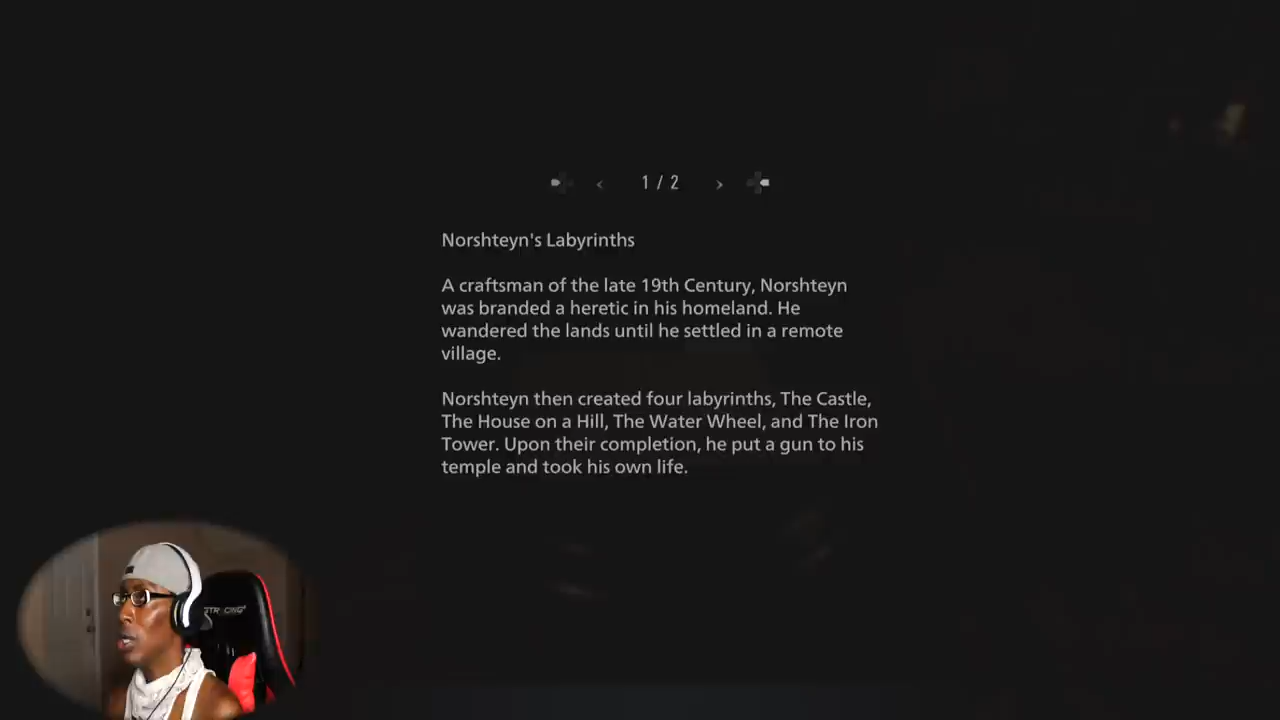 1 / 2
Norshteyn's Labyrinths
A craftsman of the late 19th Century, Norshteyn
was branded a heretic in his homeland. He
wandered the lands until he settled in a remote
village.
Norshteyn then created four labyrinths, The Castle,
The House on a Hill, The Water Wheel, and The Iron
Tower. Upon their completion, he put a gun to his
temple and took his own life.